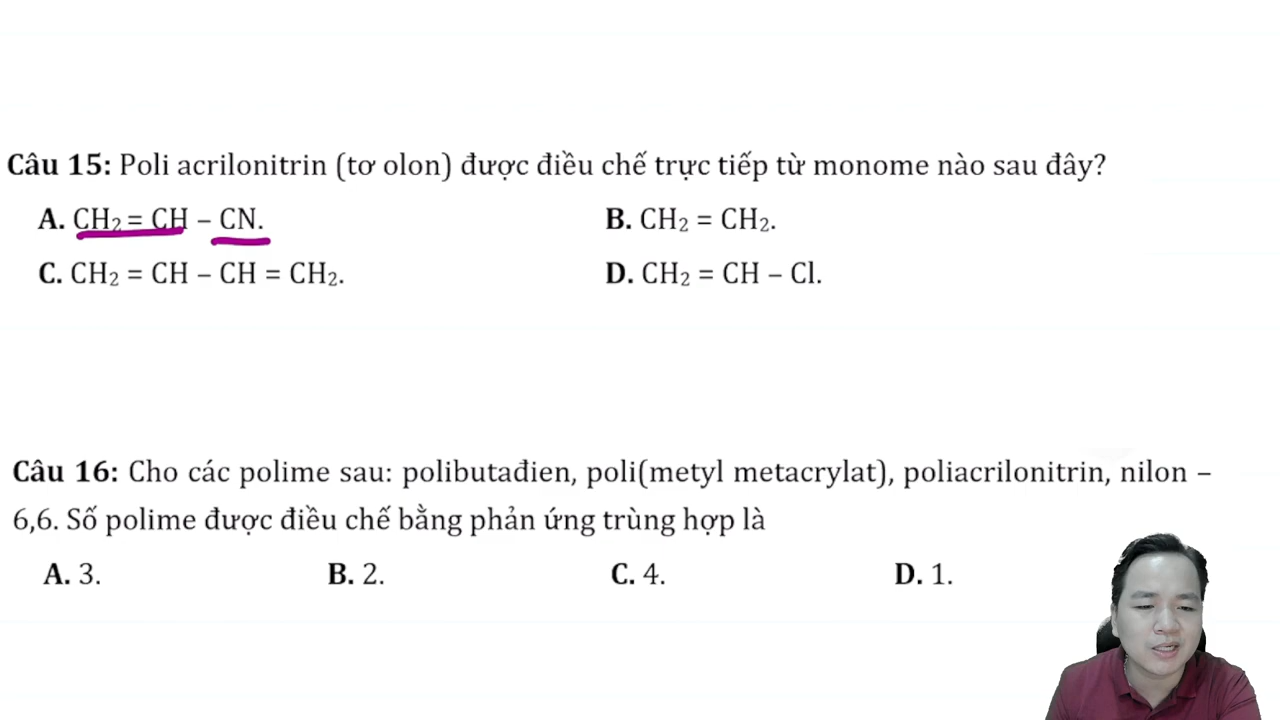 Câu 15: Poli acrilonitrin (tơ olon) được điều chế trực tiếp từ monome nào sau đây?
A. CH₂ = CH – CN. B. CH₂ = CH₂.
C. CH₂ = CH – CH = CH₂. D. CH₂ = CH – Cl.
Câu 16: Cho các polime sau: polibutađien, poli(metyl metacrylat), poliacrilonitrin, nilon –
6,6. Số polime được điều chế bằng phản ứng trùng hợp là
A. 3. B. 2. C. 4. D. 1.